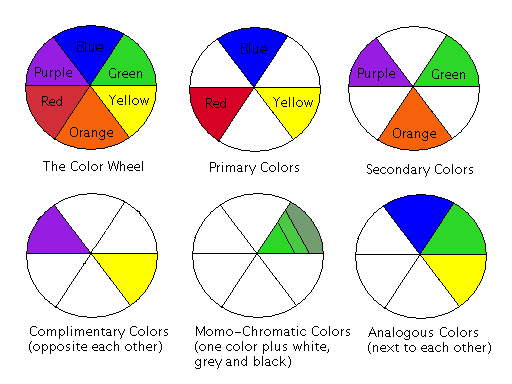 Blue
Purple
Green
Red
Yellow
Orange
The Color Wheel
Blue
Red
Yellow
Primary Colors
Purple
Green
Orange
Secondary Colors
Complimentary Colors
(opposite each other)
Momo-Chromatic Colors
(one color plus white,
grey and black)
Analogous Colors
(next to each other)